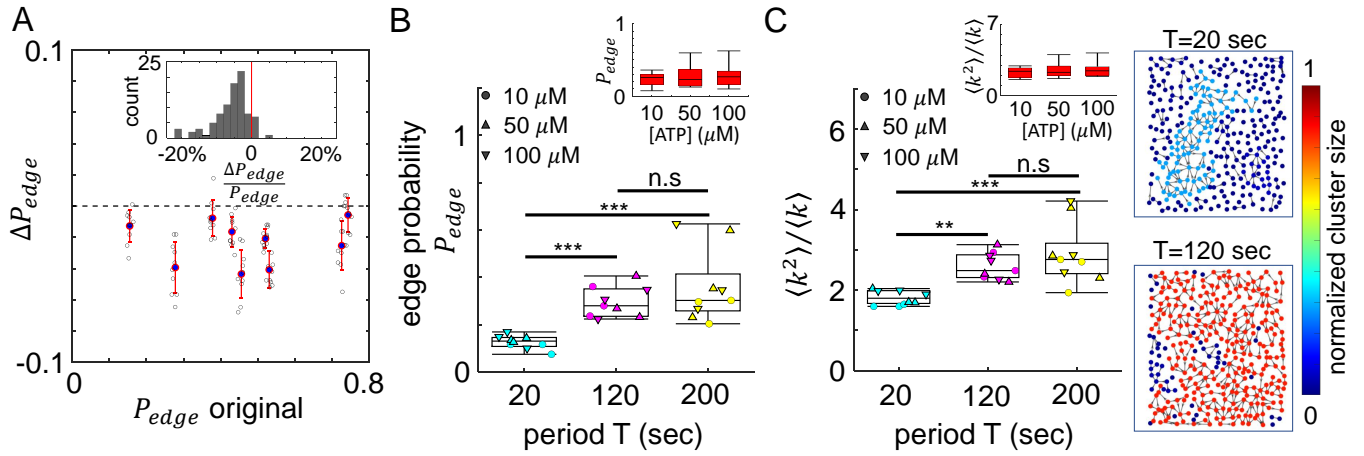 A
0.1
ΔP_edge
-0.1
0
0.8
P_edge original
25
count
0
-20%
0
20%
ΔP_edge
P_edge
B
10 μM
50 μM
100 μM
1
P_edge
0
10
50
100
[ATP] (μM)
n.s
***
***
edge probability
P_edge
1
0
20
120
200
period T (sec)
C
10 μM
50 μM
100 μM
7
⟨k²⟩/⟨k⟩
0
10
50
100
[ATP] (μM)
n.s
***
**
⟨k²⟩/⟨k⟩
6
4
2
0
20
120
200
period T (sec)
T=20 sec
T=120 sec
1
normalized cluster size
0